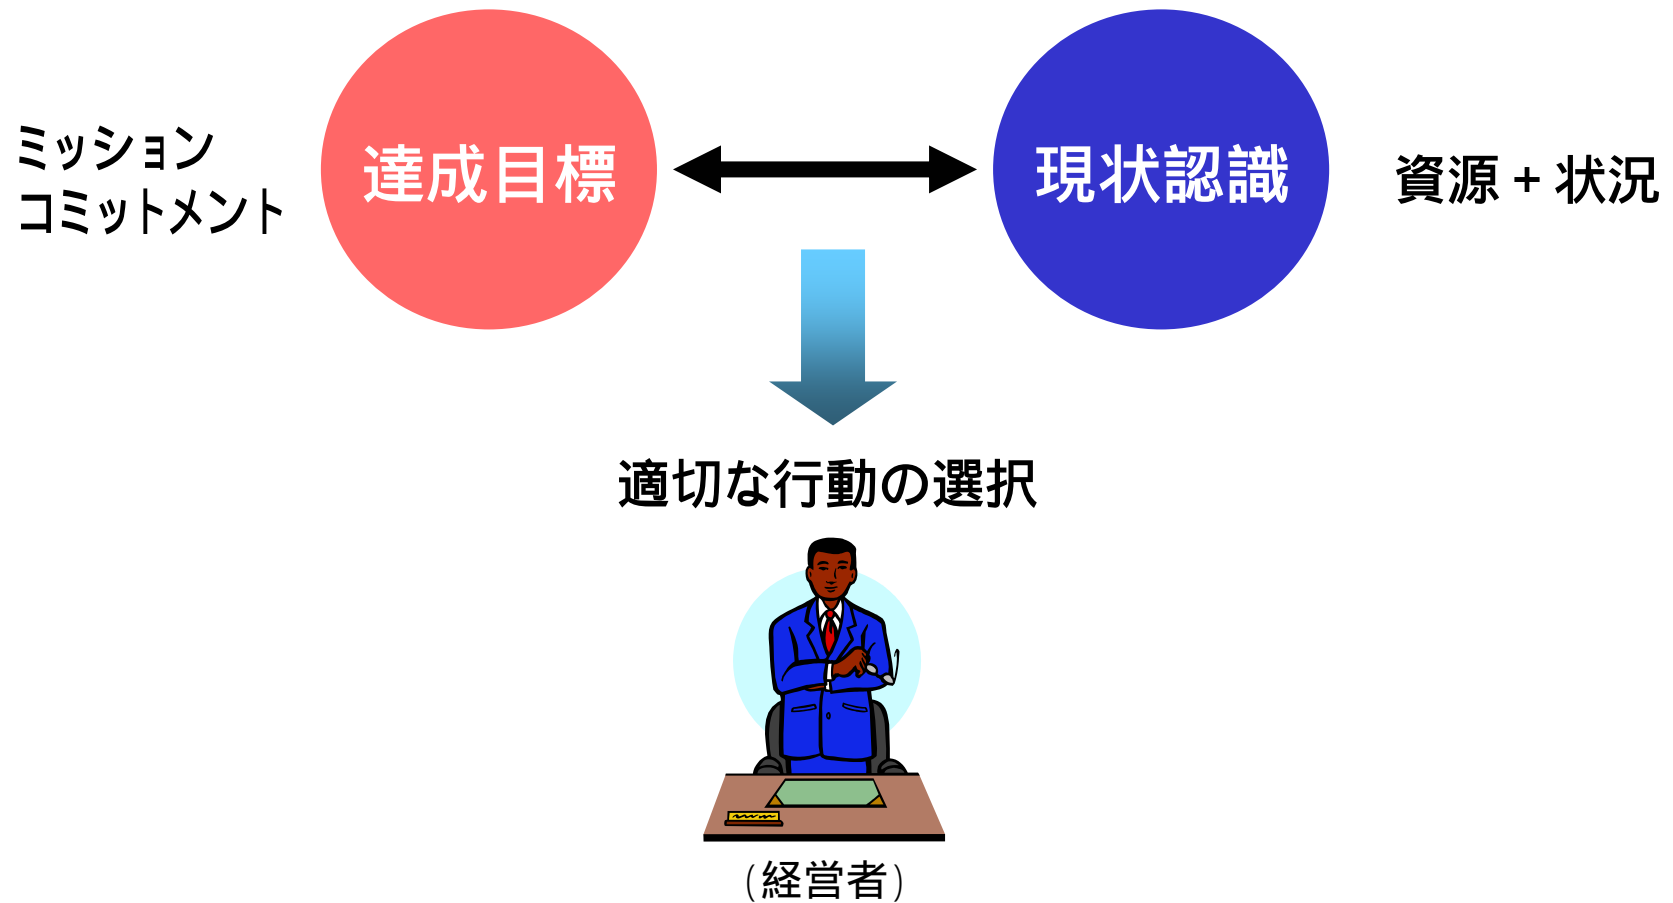 ミッション
コミットメント
達成目標
現状認識
資源 + 状況
適切な行動の選択
(経営者)